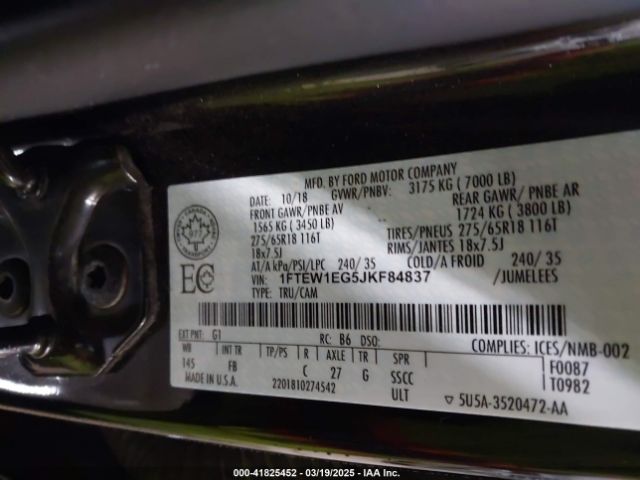 MFD. BY FORD MOTOR COMPANY
DATE: 10/18 GVWR/PNBV: 3175 KG ( 7000 LB)
FRONT GAWR/PNBE AV REAR GAWR/ PNBE AR
1565 KG ( 3450 LB) 1724 KG ( 3800 LB)
275/65R18 116T TIRES/PNEUS 275/65R18 116T
18x7.5J RIMS/JANTES 18x7.5J
AT/A kPa/PSI/LPC 240/ 35 COLD/A FROID 240/ 35
VIN: 1FTEW1EG5JKF84837 /JUMELEES
TYPE: TRU/CAM
EC
EXT PNT: G1 RC: B6 DSO: COMPLIES: ICES/NMB-002
WB INT TR TP/PS R AXLE TR SPR F0087
145 FB C 27 G SSCC T0982
MADE IN U.S.A. 2201810274542 ULT 5U5A-3520472-AA
000-41825452 - 03/19/2025 - IAA Inc.